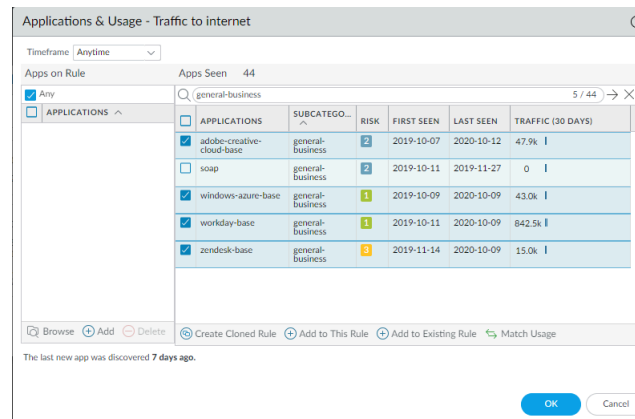 Applications & Usage - Traffic to internet
Timeframe Anytime
Apps on Rule
Apps Seen 44
Any
general-business 5 / 44
APPLICATIONS
APPLICATIONS SUBCATEGO... RISK FIRST SEEN LAST SEEN TRAFFIC (30 DAYS)
adobe-creative-cloud-base general-business 2 2019-10-07 2020-10-12 47.9k
soap general-business 2 2019-10-11 2019-11-27 0
windows-azure-base general-business 1 2019-10-09 2020-10-09 43.0k
workday-base general-business 1 2019-10-11 2020-10-09 842.5k
zendesk-base general-business 3 2019-11-14 2020-10-09 15.0k
Browse Add Delete
Create Cloned Rule Add to This Rule Add to Existing Rule Match Usage
The last new app was discovered 7 days ago.
OK Cancel